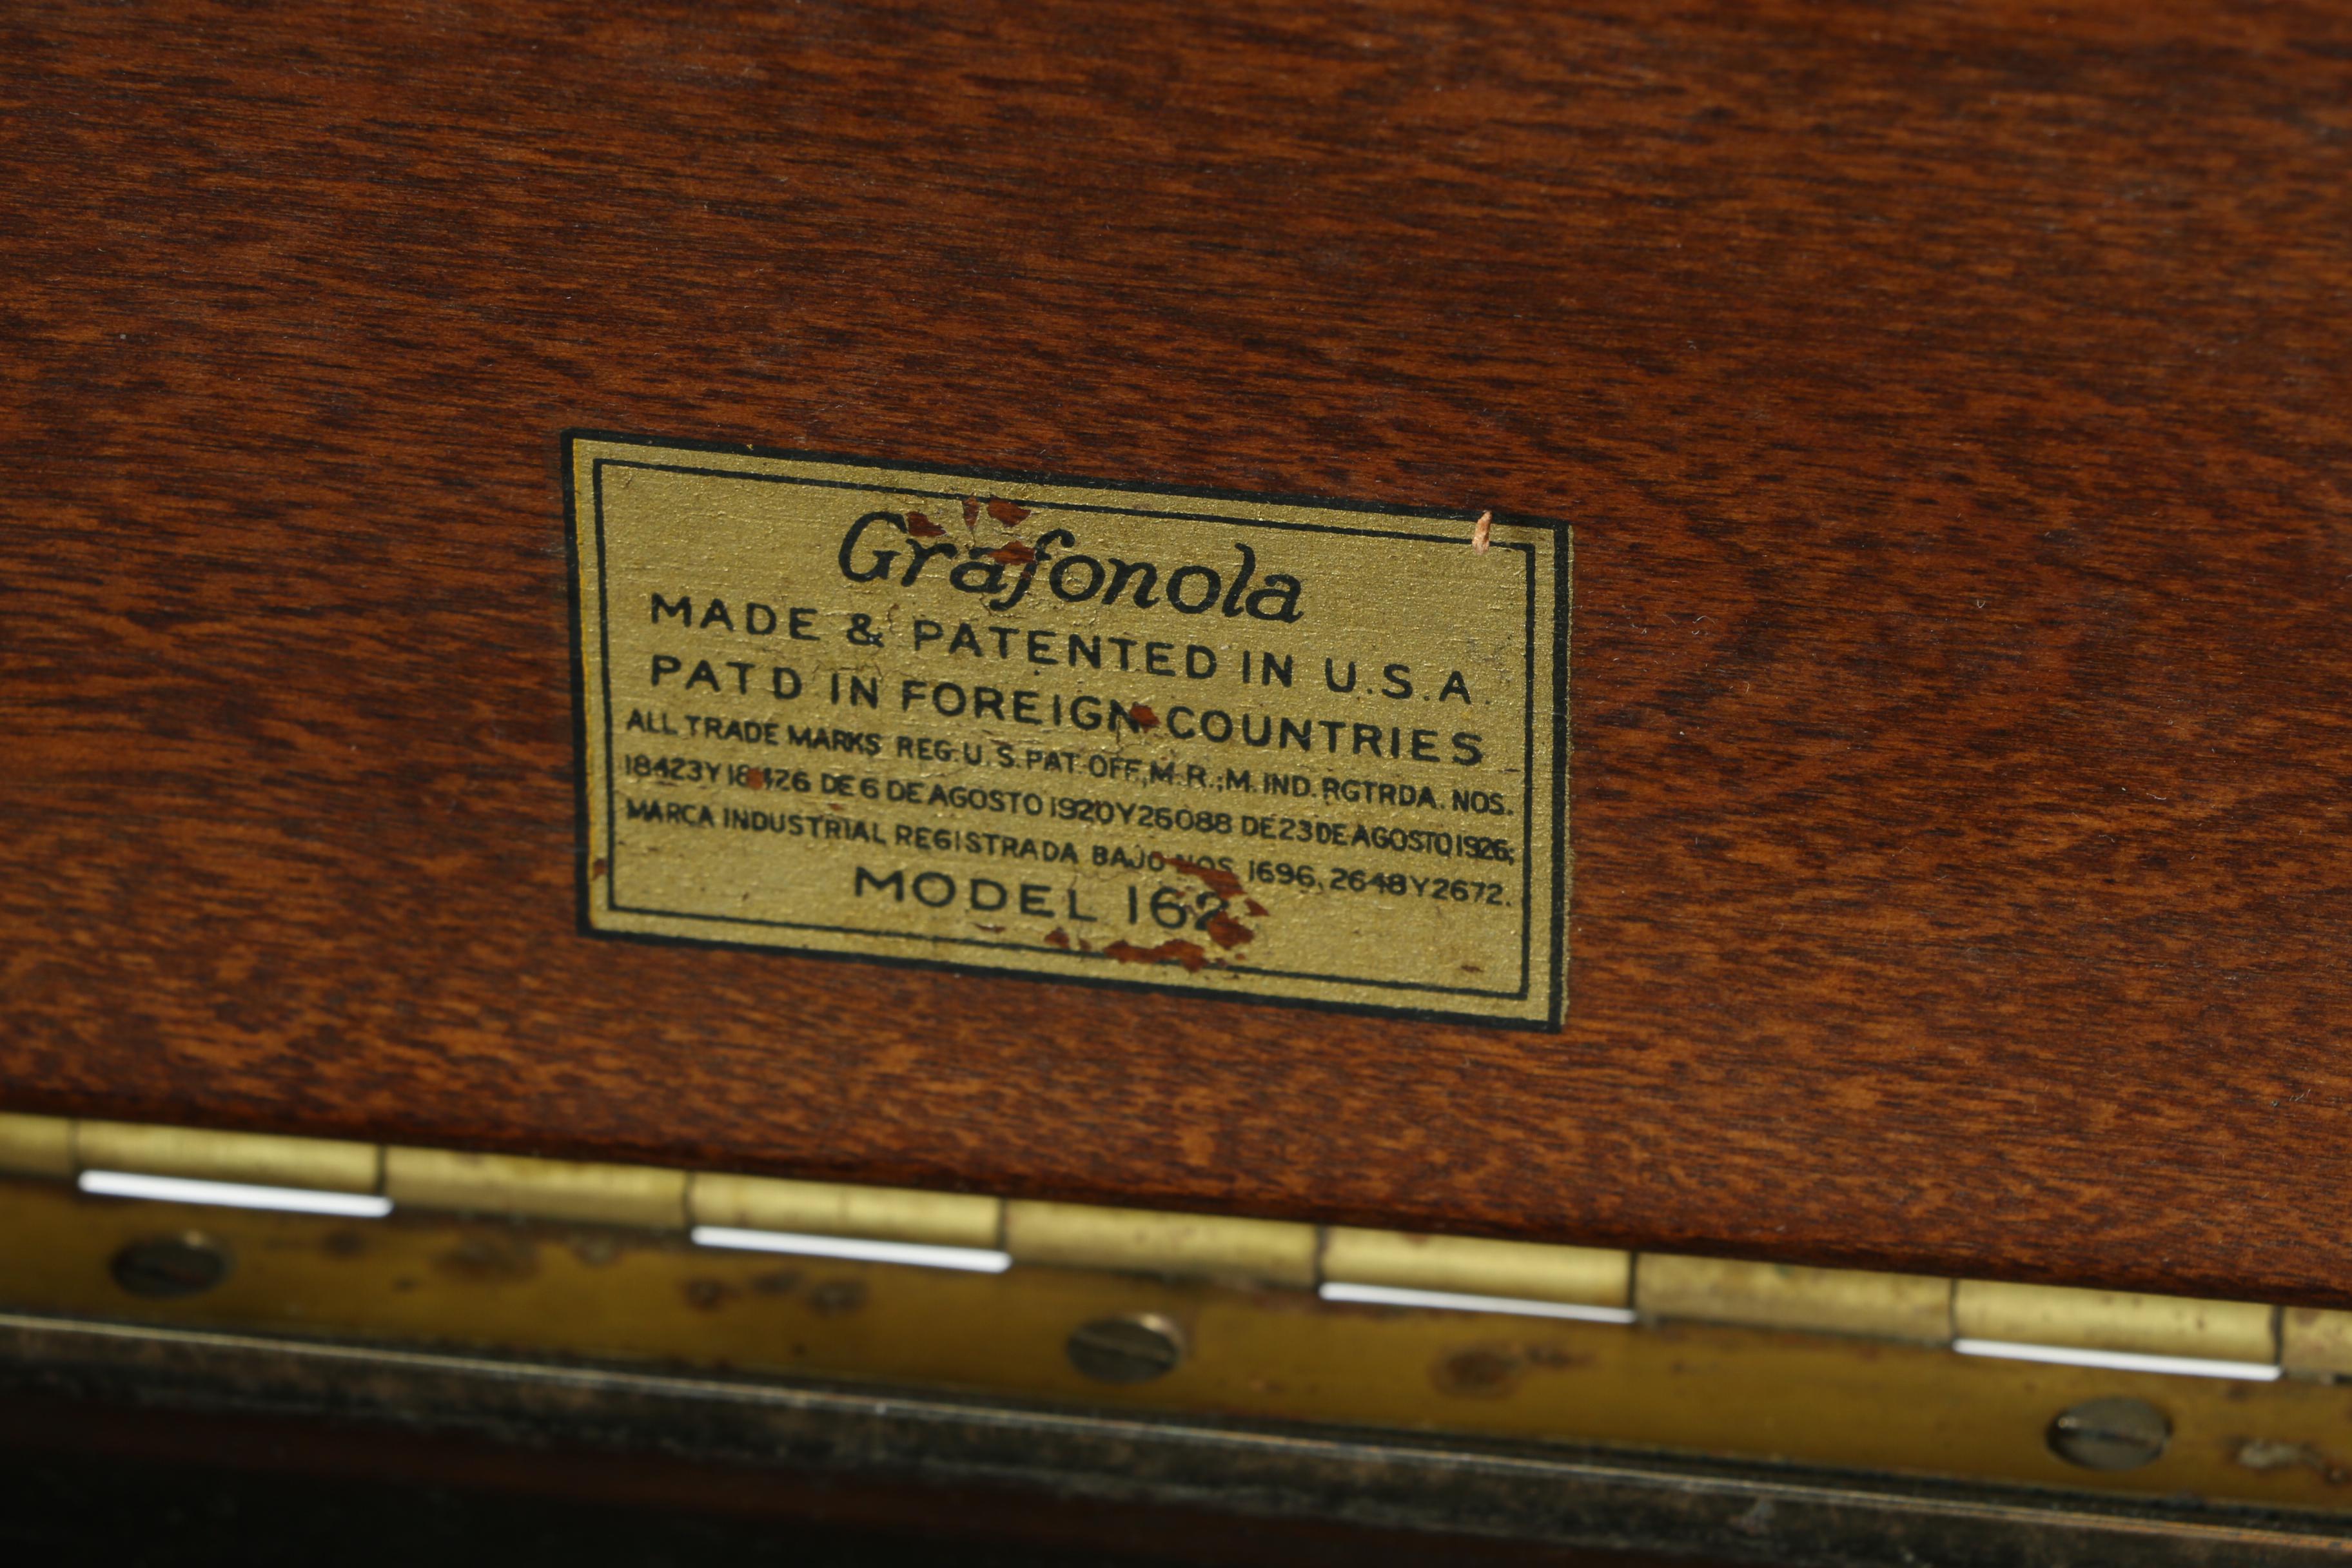 Grafonola
MADE & PATENTED IN U.S.A.
PAT'D IN FOREIGN COUNTRIES
ALL TRADE MARKS REG. U.S. PAT. OFF., M.R.; M. IND. RGTRDA. NOS.
18423 Y 18426 DE 6 DE AGOSTO 1920 Y 26088 DE 23 DE AGOSTO 1926;
MARCA INDUSTRIAL REGISTRADA BAJO NOS. 1696, 2648 Y 2672.
MODEL 162